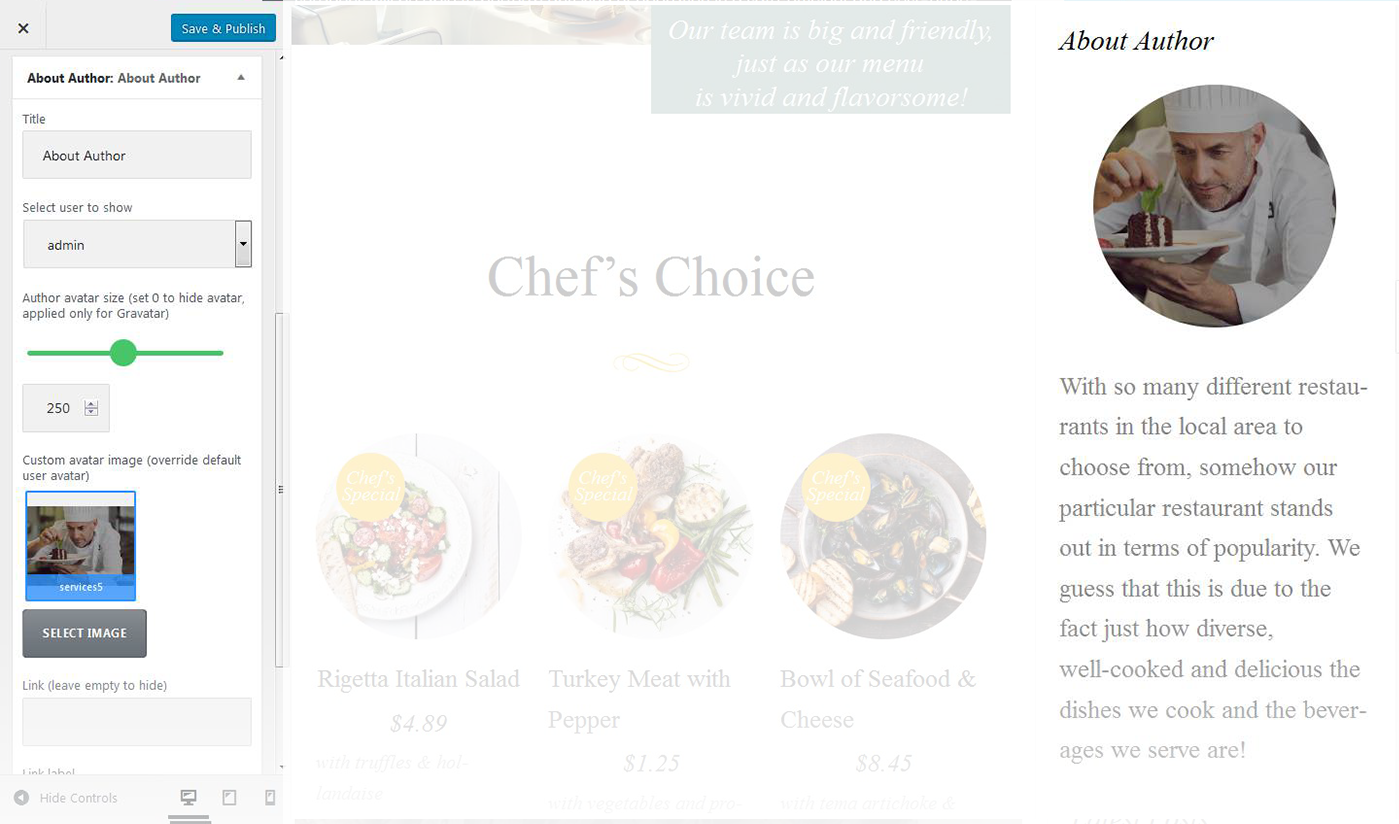 Save & Publish
About Author: About Author
Title
About Author
Select user to show
admin
Author avatar size (set 0 to hide avatar,
applied only for Gravatar)
250
Custom avatar image (override default
user avatar)
services5
SELECT IMAGE
Link (leave empty to hide)
Link label
Hide Controls
Our team is big and friendly,
just as our menu
is vivid and flavorsome!
Chef’s Choice
Chef's
Special
Rigetta Italian Salad
$4.89
with truffles & hol-
landaise
Chef's
Special
Turkey Meat with
Pepper
$1.25
with vegetables and pro-
Chef's
Special
Bowl of Seafood &
Cheese
$8.45
with tema artichoke &
About Author
With so many different restau-
rants in the local area to
choose from, somehow our
particular restaurant stands
out in terms of popularity. We
guess that this is due to the
fact just how diverse,
well-cooked and delicious the
dishes we cook and the bever-
ages we serve are!